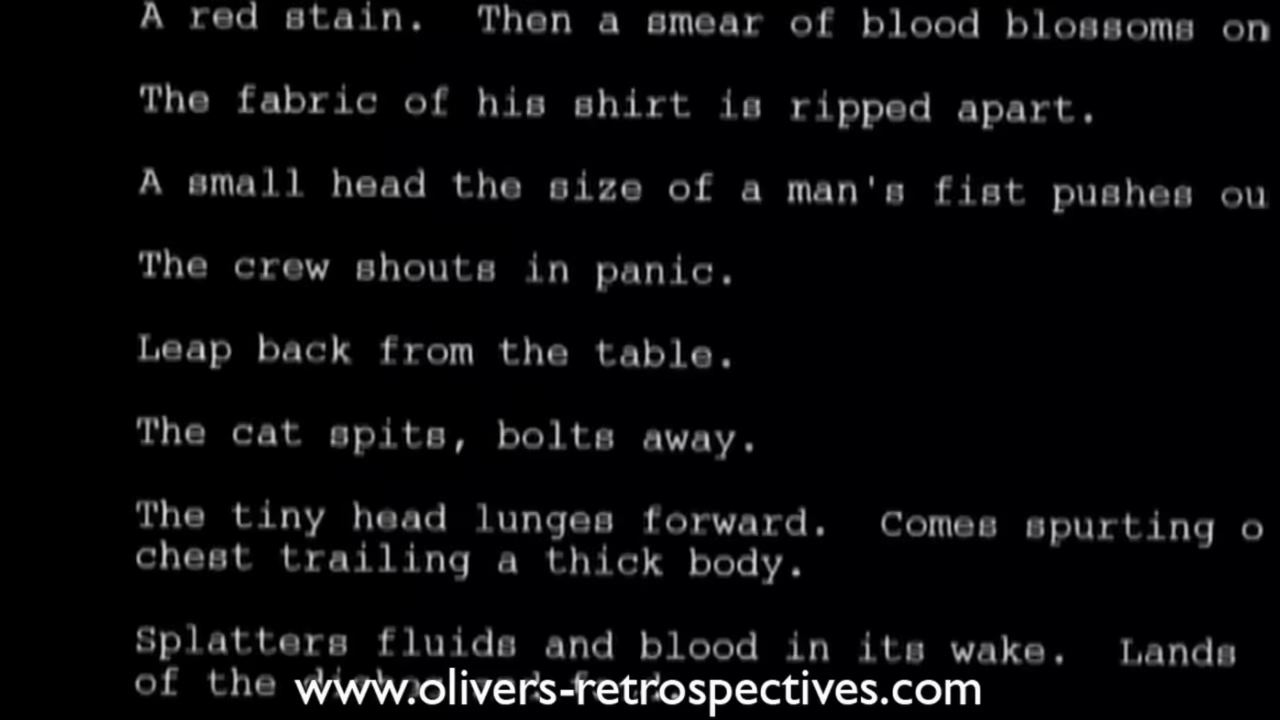 A red stain. Then a smear of blood blossoms on
The fabric of his shirt is ripped apart.
A small head the size of a man's fist pushes ou
The crew shouts in panic.
Leap back from the table.
The cat spits, bolts away.
The tiny head lunges forward. Comes spurting o
chest trailing a thick body.
Splatters fluids and blood in its wake. Lands
of the
www.olivers-retrospectives.com